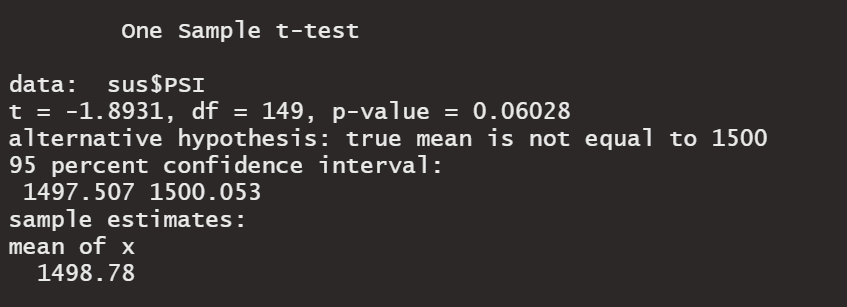 One Sample t-test
data:  sus$PSI
t = -1.8931, df = 149, p-value = 0.06028
alternative hypothesis: true mean is not equal to 1500
95 percent confidence interval:
1497.507 1500.053
sample estimates:
mean of x
1498.78